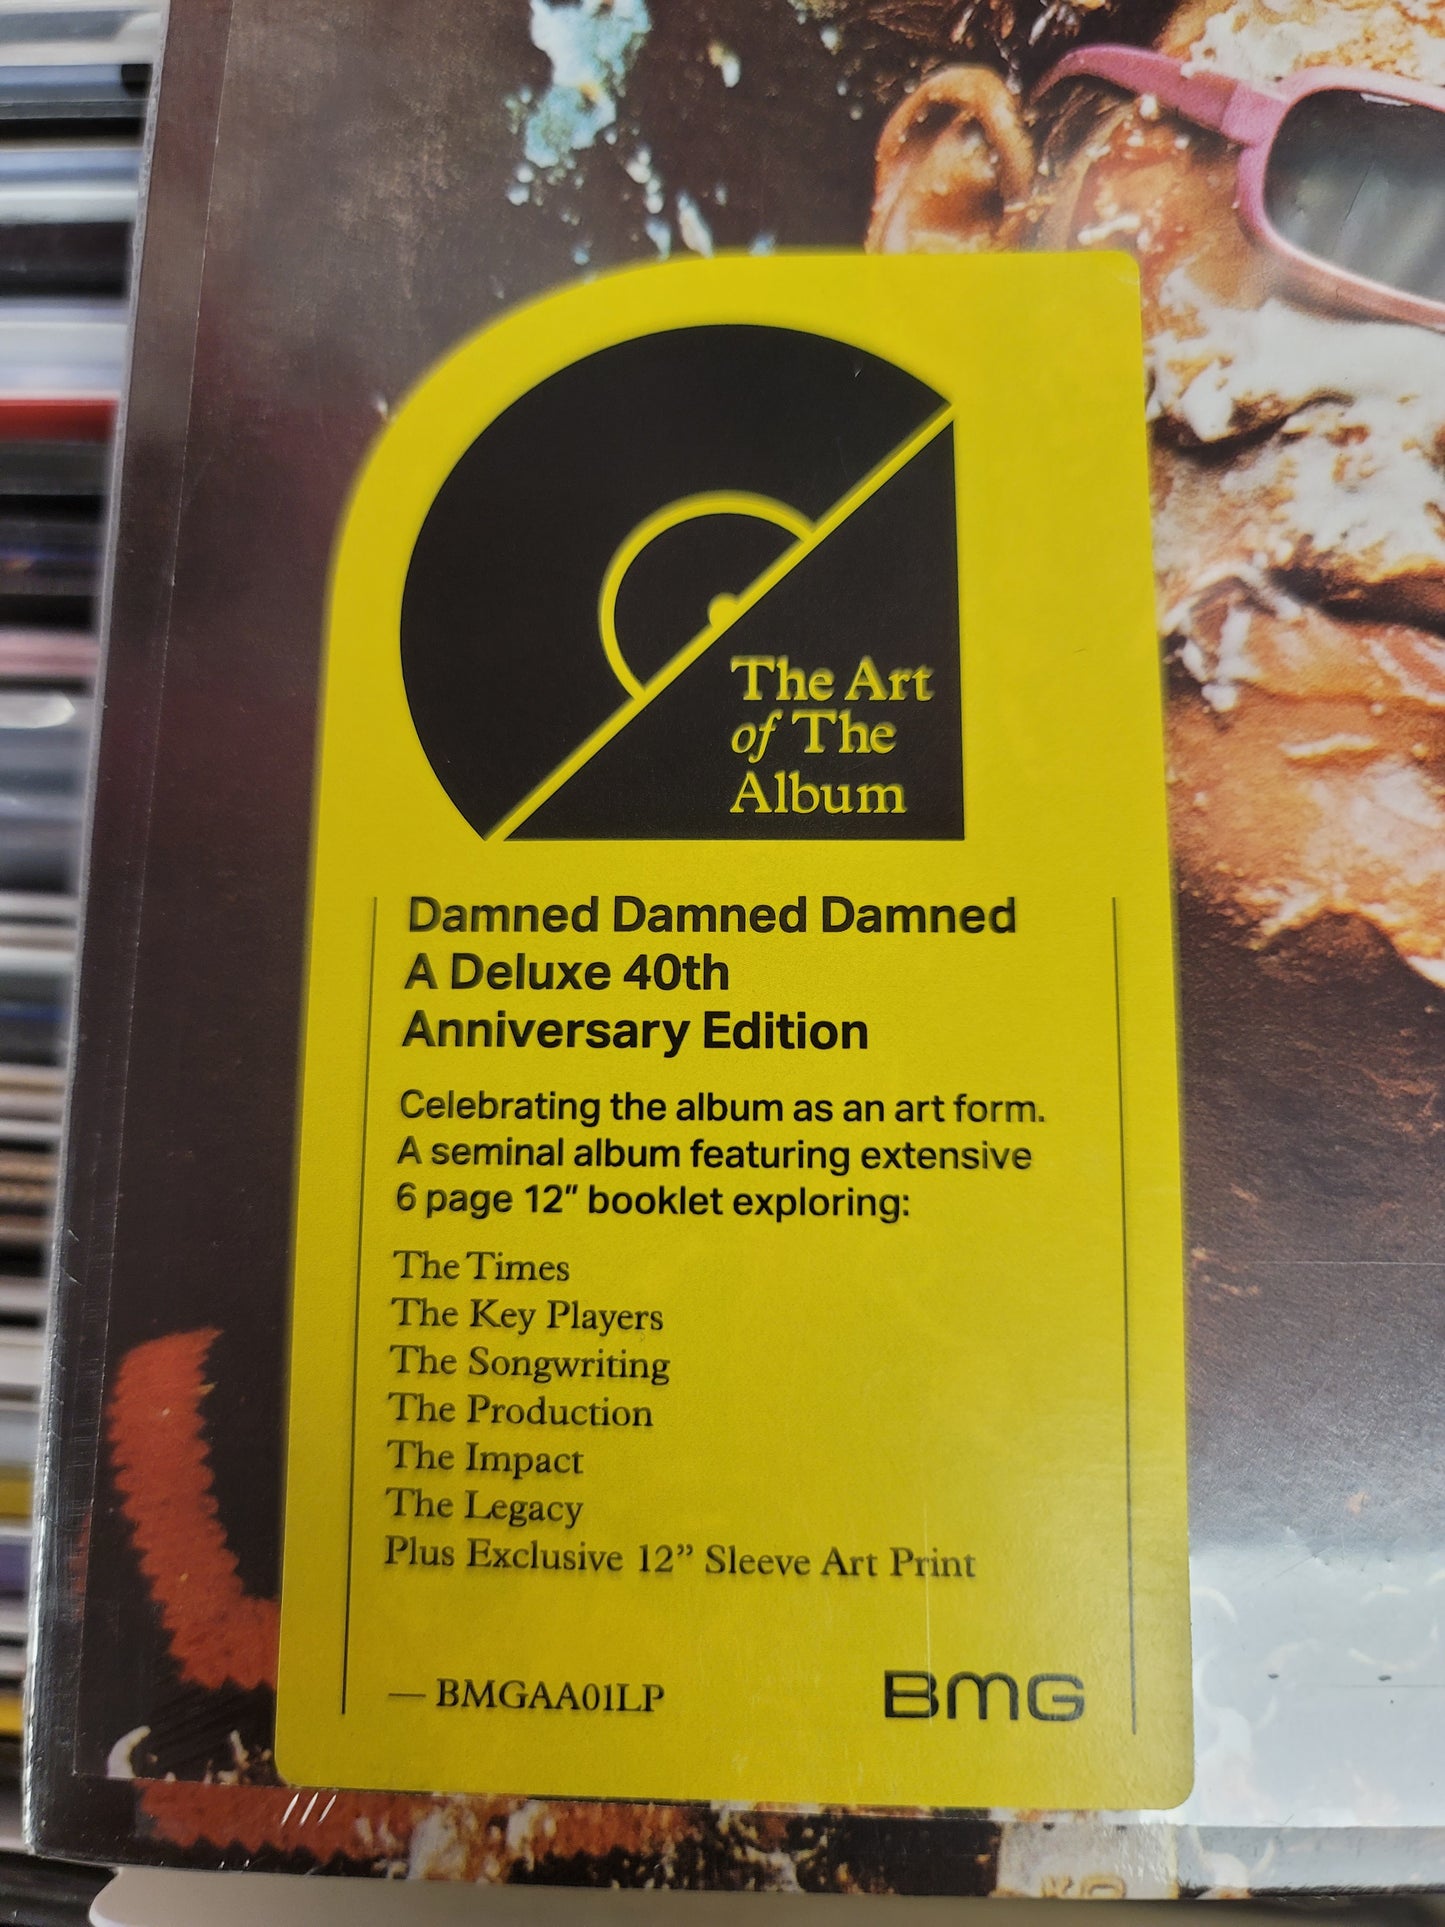 The Art
of The
Album
Damned Damned Damned
A Deluxe 40th
Anniversary Edition
Celebrating the album as an art form.
A seminal album featuring extensive
6 page 12” booklet exploring:
The Times
The Key Players
The Songwriting
The Production
The Impact
The Legacy
Plus Exclusive 12” Sleeve Art Print
— BMGAA01LP
BMG